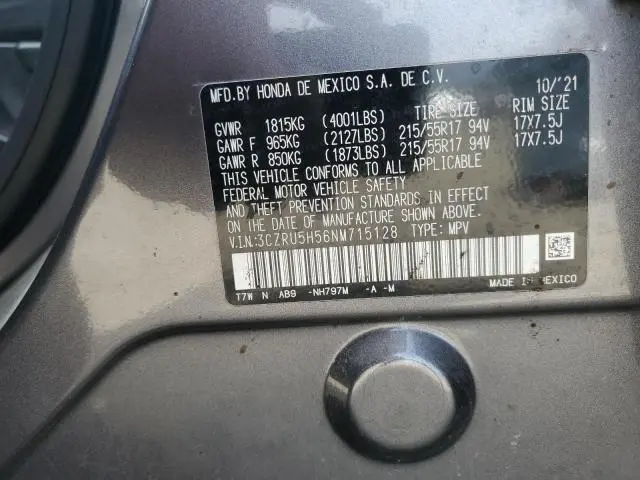 MFD.BY HONDA DE MEXICO S.A. DE C.V. 10/'21
GVWR 1815KG (4001LBS) TIRE SIZE RIM SIZE
GAWR F 965KG (2127LBS) 215/55R17 94V 17X7.5J
GAWR R 850KG (1873LBS) 215/55R17 94V 17X7.5J
THIS VEHICLE CONFORMS TO ALL APPLICABLE
FEDERAL MOTOR VEHICLE SAFETY
AND THEFT PREVENTION STANDARDS IN EFFECT
ON THE DATE OF MANUFACTURE SHOWN ABOVE.
V.I.N:3CZRU5H56NM715128 TYPE: MPV
T7W N AB9 -NH797M -A -M MADE IN MEXICO